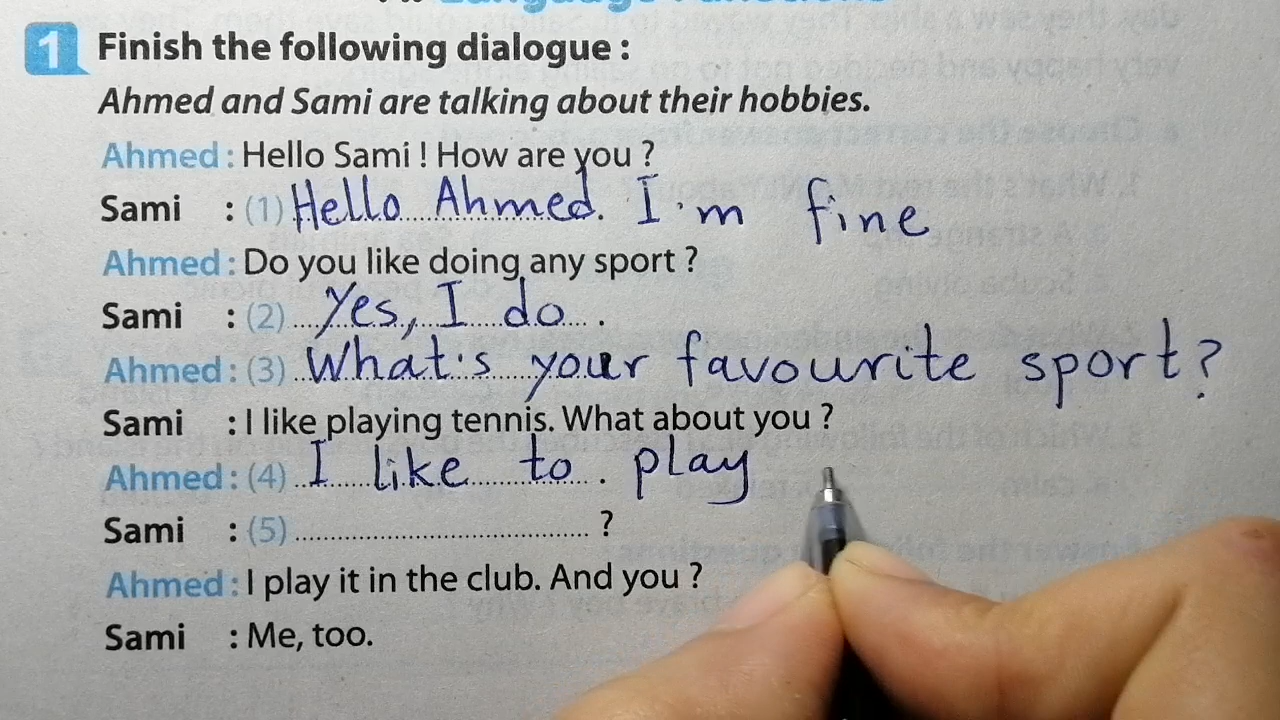 Language Functions
1 Finish the following dialogue :
Ahmed and Sami are talking about their hobbies.
Ahmed : Hello Sami ! How are you ?
Sami : (1) Hello Ahmed. I'm fine
Ahmed : Do you like doing any sport ?
Sami : (2) Yes, I do .
Ahmed : (3) What's your favourite sport?
Sami : I like playing tennis. What about you ?
Ahmed : (4) I like to . play
Sami : (5) ........................................ ?
Ahmed : I play it in the club. And you ?
Sami : Me, too.